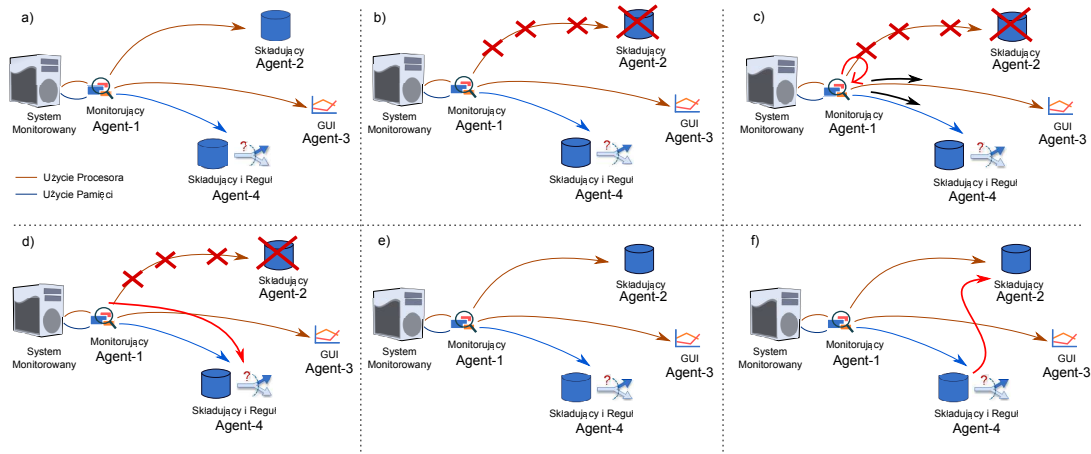 a)
Składujący
Agent-2
System
Monitorowany
Monitorujący
Agent-1
GUI
Agent-3
?
Składujący i Reguł
Agent-4
Użycie Procesora
Użycie Pamięci
b)
Składujący
Agent-2
System
Monitorowany
Monitorujący
Agent-1
GUI
Agent-3
?
Składujący i Reguł
Agent-4
c)
Składujący
Agent-2
System
Monitorowany
Monitorujący
Agent-1
GUI
Agent-3
?
Składujący i Reguł
Agent-4
d)
Składujący
Agent-2
System
Monitorowany
Monitorujący
Agent-1
GUI
Agent-3
?
Składujący i Reguł
Agent-4
e)
Składujący
Agent-2
System
Monitorowany
Monitorujący
Agent-1
GUI
Agent-3
?
Składujący i Reguł
Agent-4
f)
Składujący
Agent-2
System
Monitorowany
Monitorujący
Agent-1
GUI
Agent-3
?
Składujący i Reguł
Agent-4